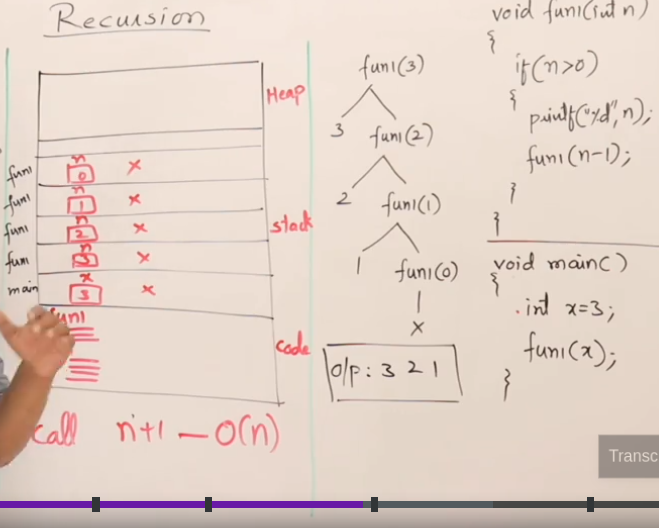 Recursion
Heap
stack
code
fun1
n
0
x
fun1
n
1
x
fun1
n
2
x
fun1
n
3
x
main
x
3
x
fun1
call n+1 — O(n)
fun1(3)
3 fun1(2)
2 fun1(1)
1 fun1(0)
x
o/p: 3 2 1
void fun1(int n)
{
if(n>0)
{
printf("%d",n);
fun1(n-1);
}
}
void main()
{
int x=3;
fun1(x);
}
Transc